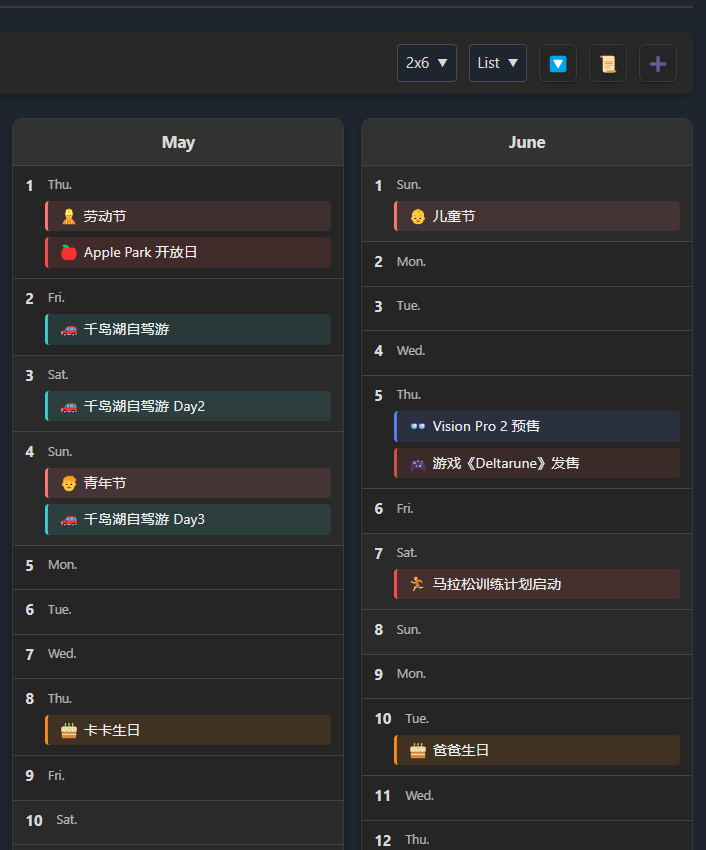 2x6 ▼
List ▼
May
1 Thu.
劳动节
Apple Park 开放日
2 Fri.
千岛湖自驾游
3 Sat.
千岛湖自驾游 Day2
4 Sun.
青年节
千岛湖自驾游 Day3
5 Mon.
6 Tue.
7 Wed.
8 Thu.
卡卡生日
9 Fri.
10 Sat.
June
1 Sun.
儿童节
2 Mon.
3 Tue.
4 Wed.
5 Thu.
Vision Pro 2 预售
游戏《Deltarune》发售
6 Fri.
7 Sat.
马拉松训练计划启动
8 Sun.
9 Mon.
10 Tue.
爸爸生日
11 Wed.
12 Thu.